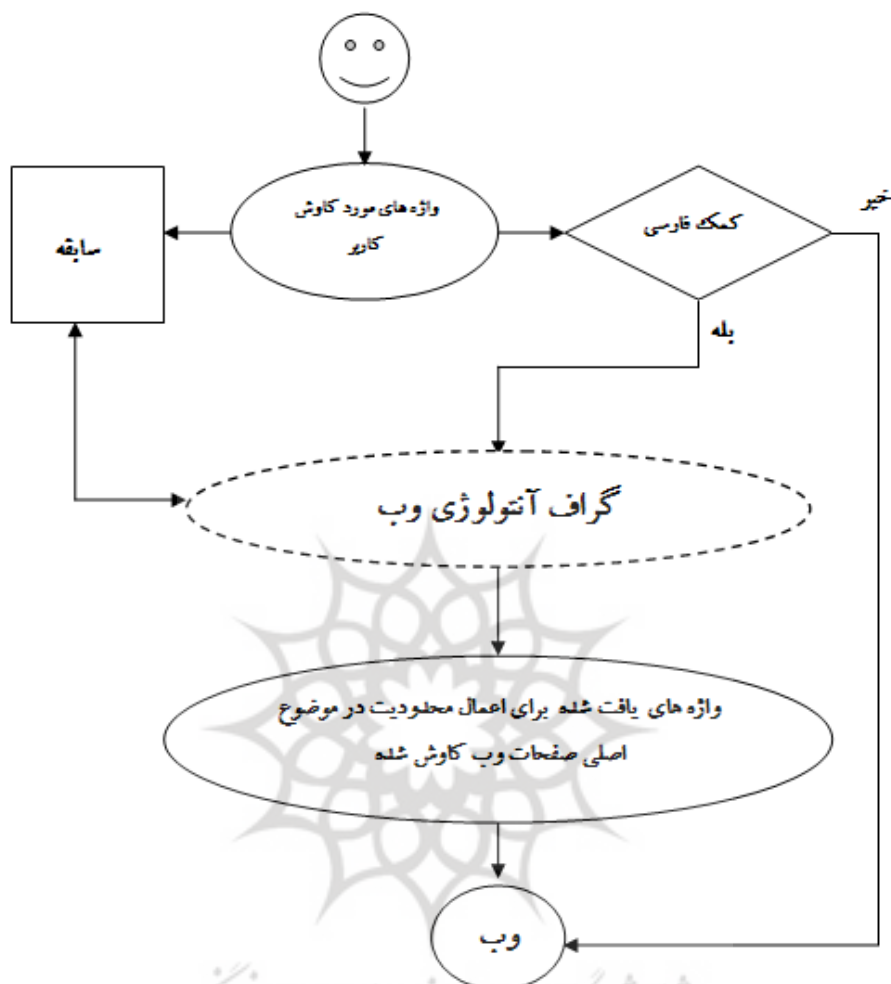 واژه های مورد کاوش
کاربر
کمک فارسی
خیر
سابقه
بله
گراف آنتولوژی وب
واژه های یافت شده برای اعمال محدودیت در موضوع
اصلی صفحات وب کاوش شده
وب